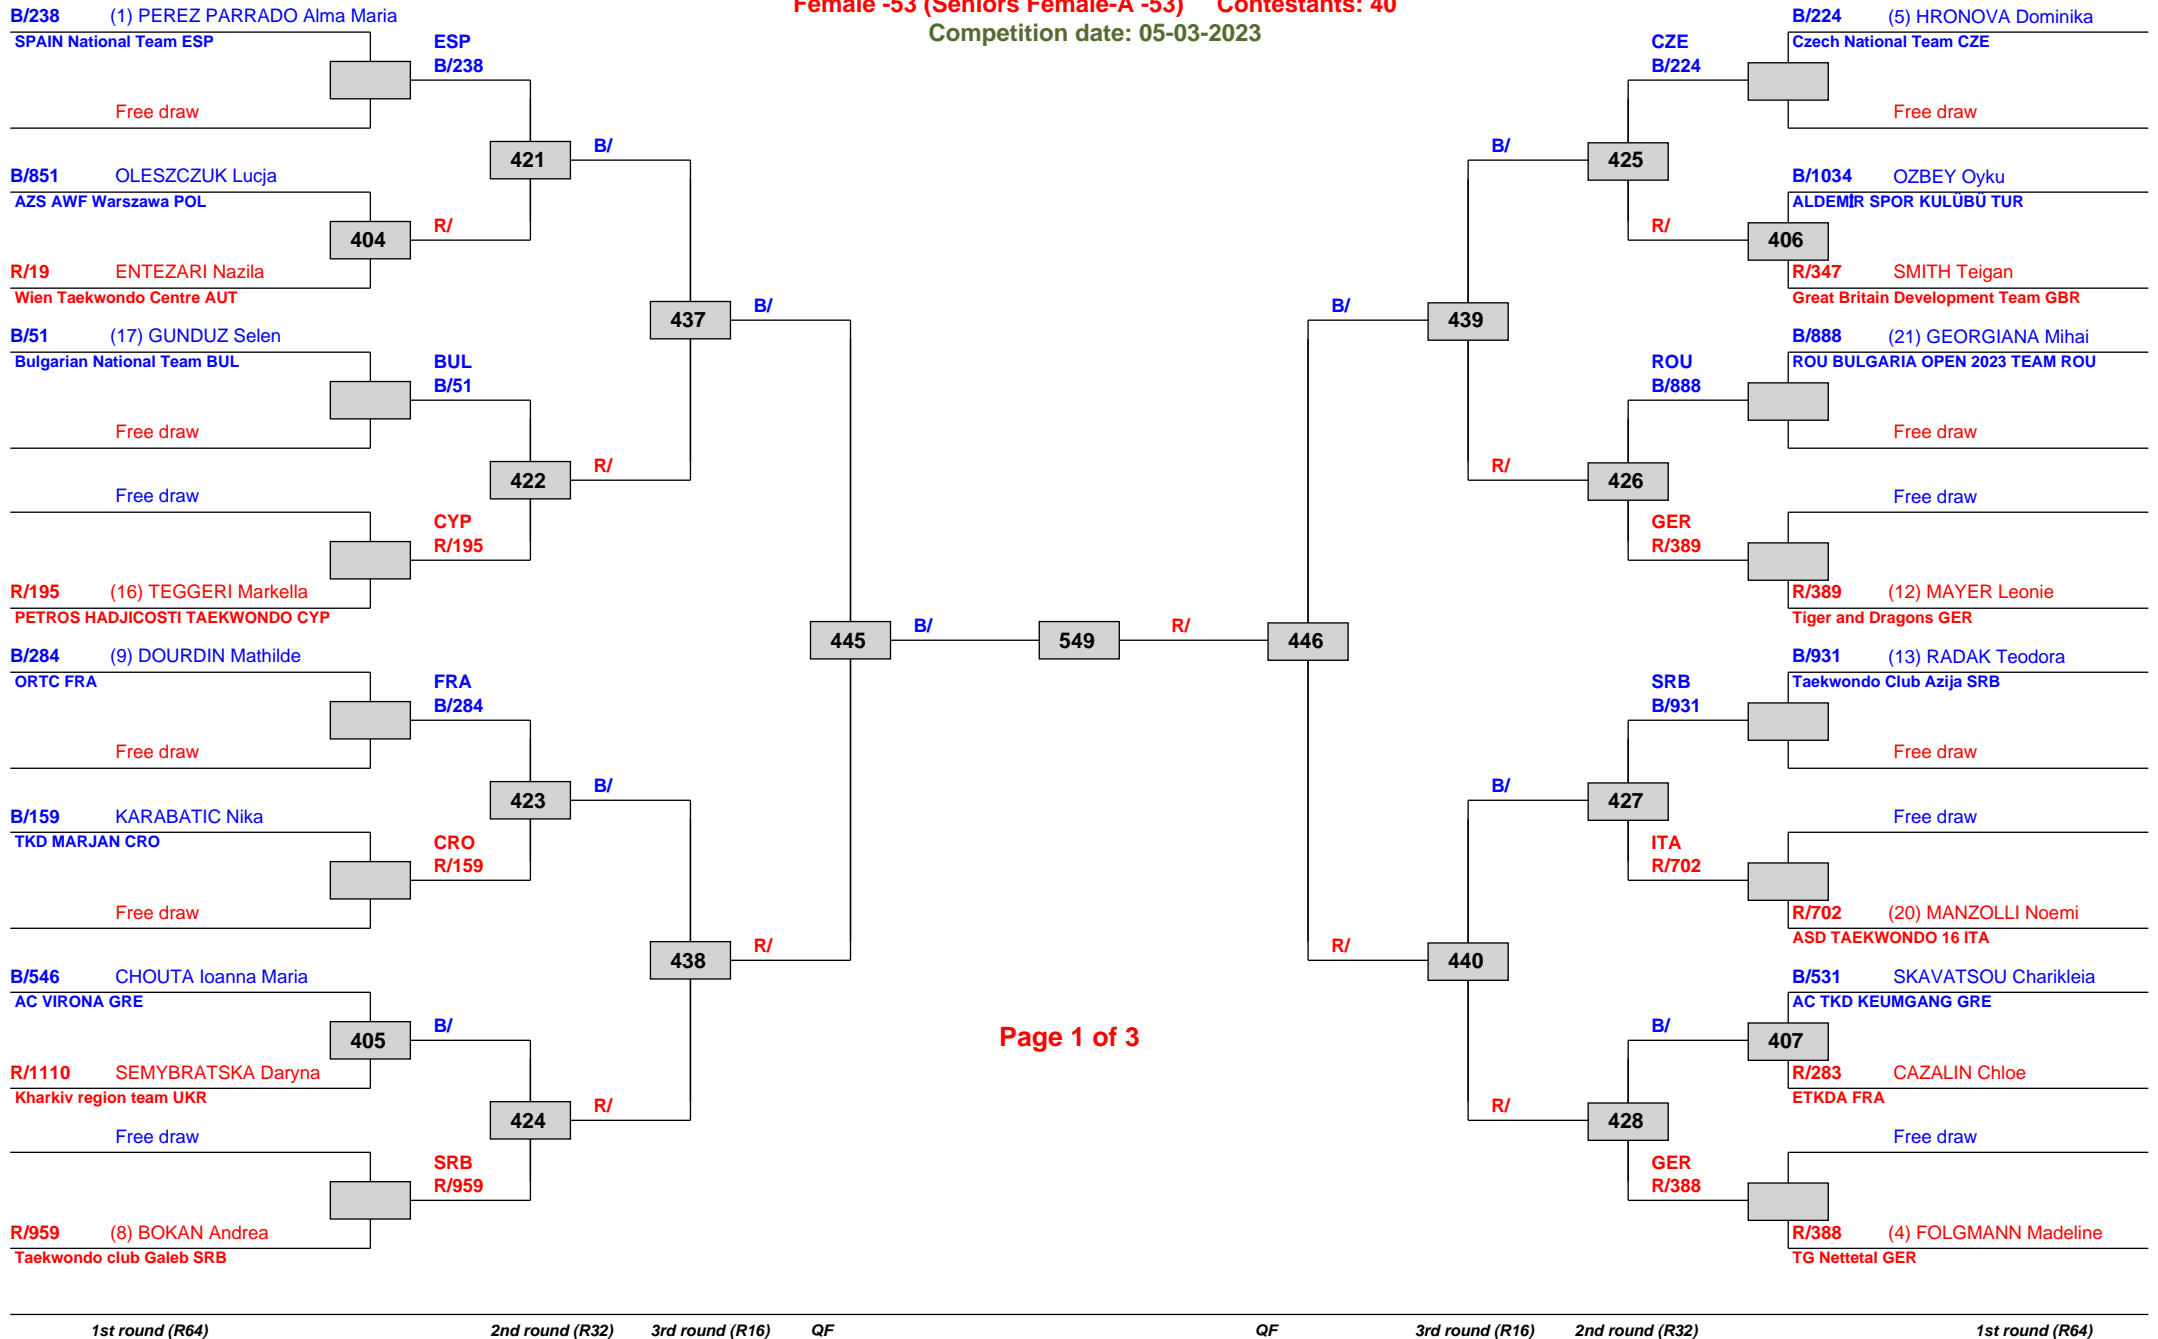 Female -53 (Seniors Female-A -53) Contestants: 40
Competition date: 05-03-2023
B/238 (1) PEREZ PARRADO Alma Maria
SPAIN National Team ESP
Free draw
ESP
B/238
B/851 OLESZCZUK Lucja
AZS AWF Warszawa POL
404
R/
R/19 ENTEZARI Nazila
Wien Taekwondo Centre AUT
421
B/
B/51 (17) GUNDUZ Selen
Bulgarian National Team BUL
BUL
B/51
Free draw
422
R/
Free draw
CYP
R/195
R/195 (16) TEGGERI Markella
PETROS HADJICOSTI TAEKWONDO CYP
437
B/
B/284 (9) DOURDIN Mathilde
ORTC FRA
FRA
B/284
Free draw
423
B/
B/159 KARABATIC Nika
TKD MARJAN CRO
CRO
R/159
Free draw
438
R/
B/546 CHOUTA Ioanna Maria
AC VIRONA GRE
405
B/
R/1110 SEMYBRATSKA Daryna
Kharkiv region team UKR
424
R/
Free draw
SRB
R/959
R/959 (8) BOKAN Andrea
Taekwondo club Galeb SRB
445
B/
549
R/
446
Page 1 of 3
B/224 (5) HRONOVA Dominika
Czech National Team CZE
CZE
B/224
Free draw
B/
425
B/1034 OZBEY Oyku
ALDEMİR SPOR KULÜBÜ TUR
R/
406
R/347 SMITH Teigan
Great Britain Development Team GBR
B/
439
B/888 (21) GEORGIANA Mihai
ROU BULGARIA OPEN 2023 TEAM ROU
ROU
B/888
Free draw
R/
426
Free draw
GER
R/389
R/389 (12) MAYER Leonie
Tiger and Dragons GER
B/931 (13) RADAK Teodora
Taekwondo Club Azija SRB
SRB
B/931
Free draw
B/
427
Free draw
ITA
R/702
R/702 (20) MANZOLLI Noemi
ASD TAEKWONDO 16 ITA
R/
440
B/531 SKAVATSOU Charikleia
AC TKD KEUMGANG GRE
B/
407
R/283 CAZALIN Chloe
ETKDA FRA
R/
428
Free draw
GER
R/388
R/388 (4) FOLGMANN Madeline
TG Nettetal GER
1st round (R64) 2nd round (R32) 3rd round (R16) QF QF 3rd round (R16) 2nd round (R32) 1st round (R64)